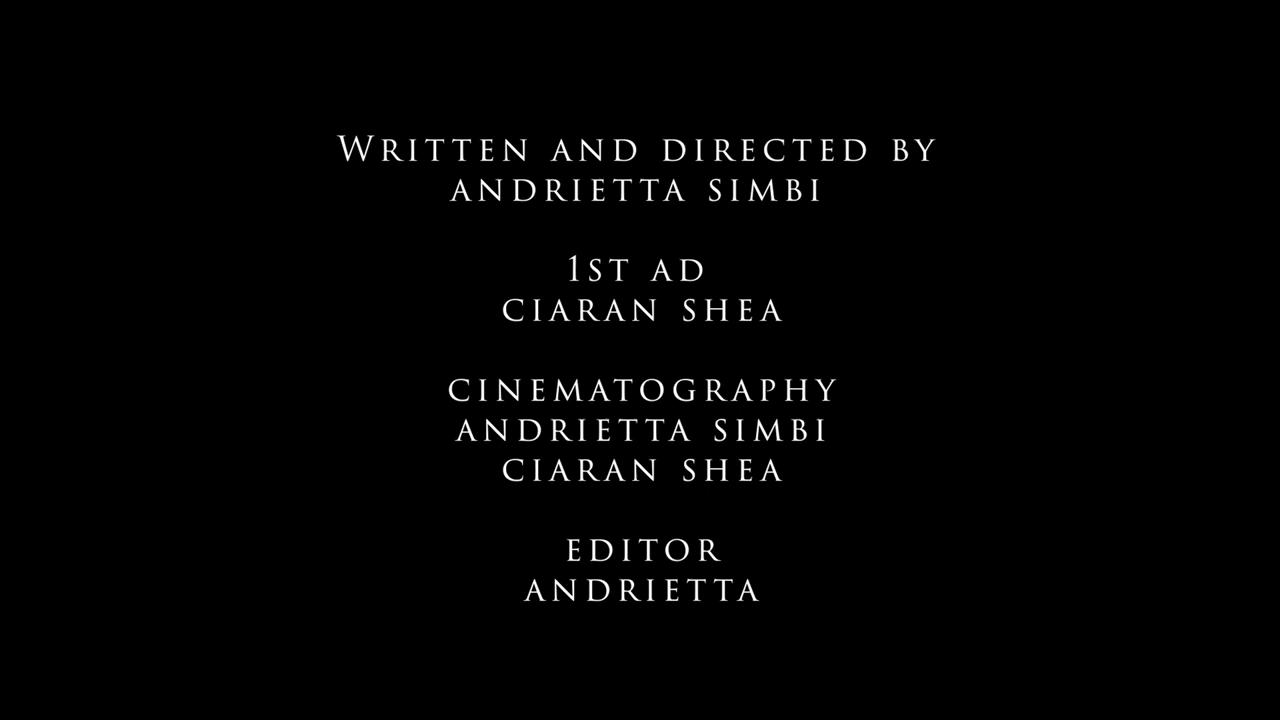 WRITTEN AND DIRECTED BY
ANDRIETTA SIMBI
1ST AD
CIARAN SHEA
CINEMATOGRAPHY
ANDRIETTA SIMBI
CIARAN SHEA
EDITOR
ANDRIETTA